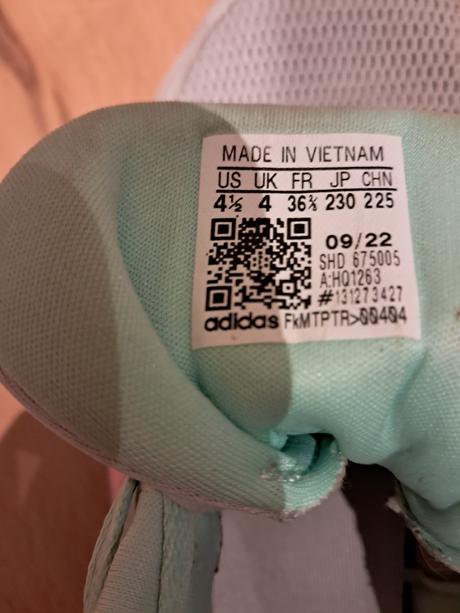 MADE IN VIETNAM
US UK FR JP CHN
4½ 4 36⅔ 230 225
09/22
SHD 675005
A:HQ1263
#131273427
adidas FkMTPTR>00404